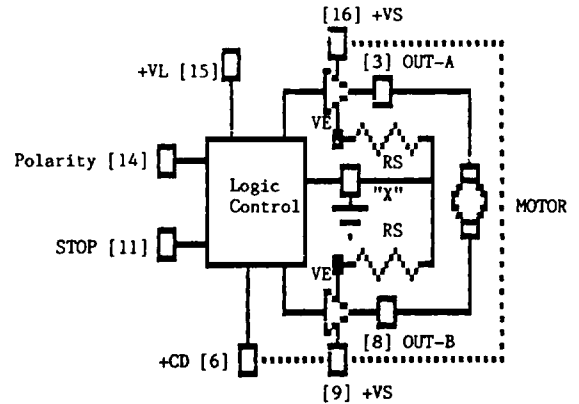 [16] +VS
+VL [15]
[3] OUT-A
VE
RS
Polarity [14]
Logic
Control
"X"
MOTOR
RS
STOP [11]
VE
+CD [6]
[8] OUT-B
[9] +VS